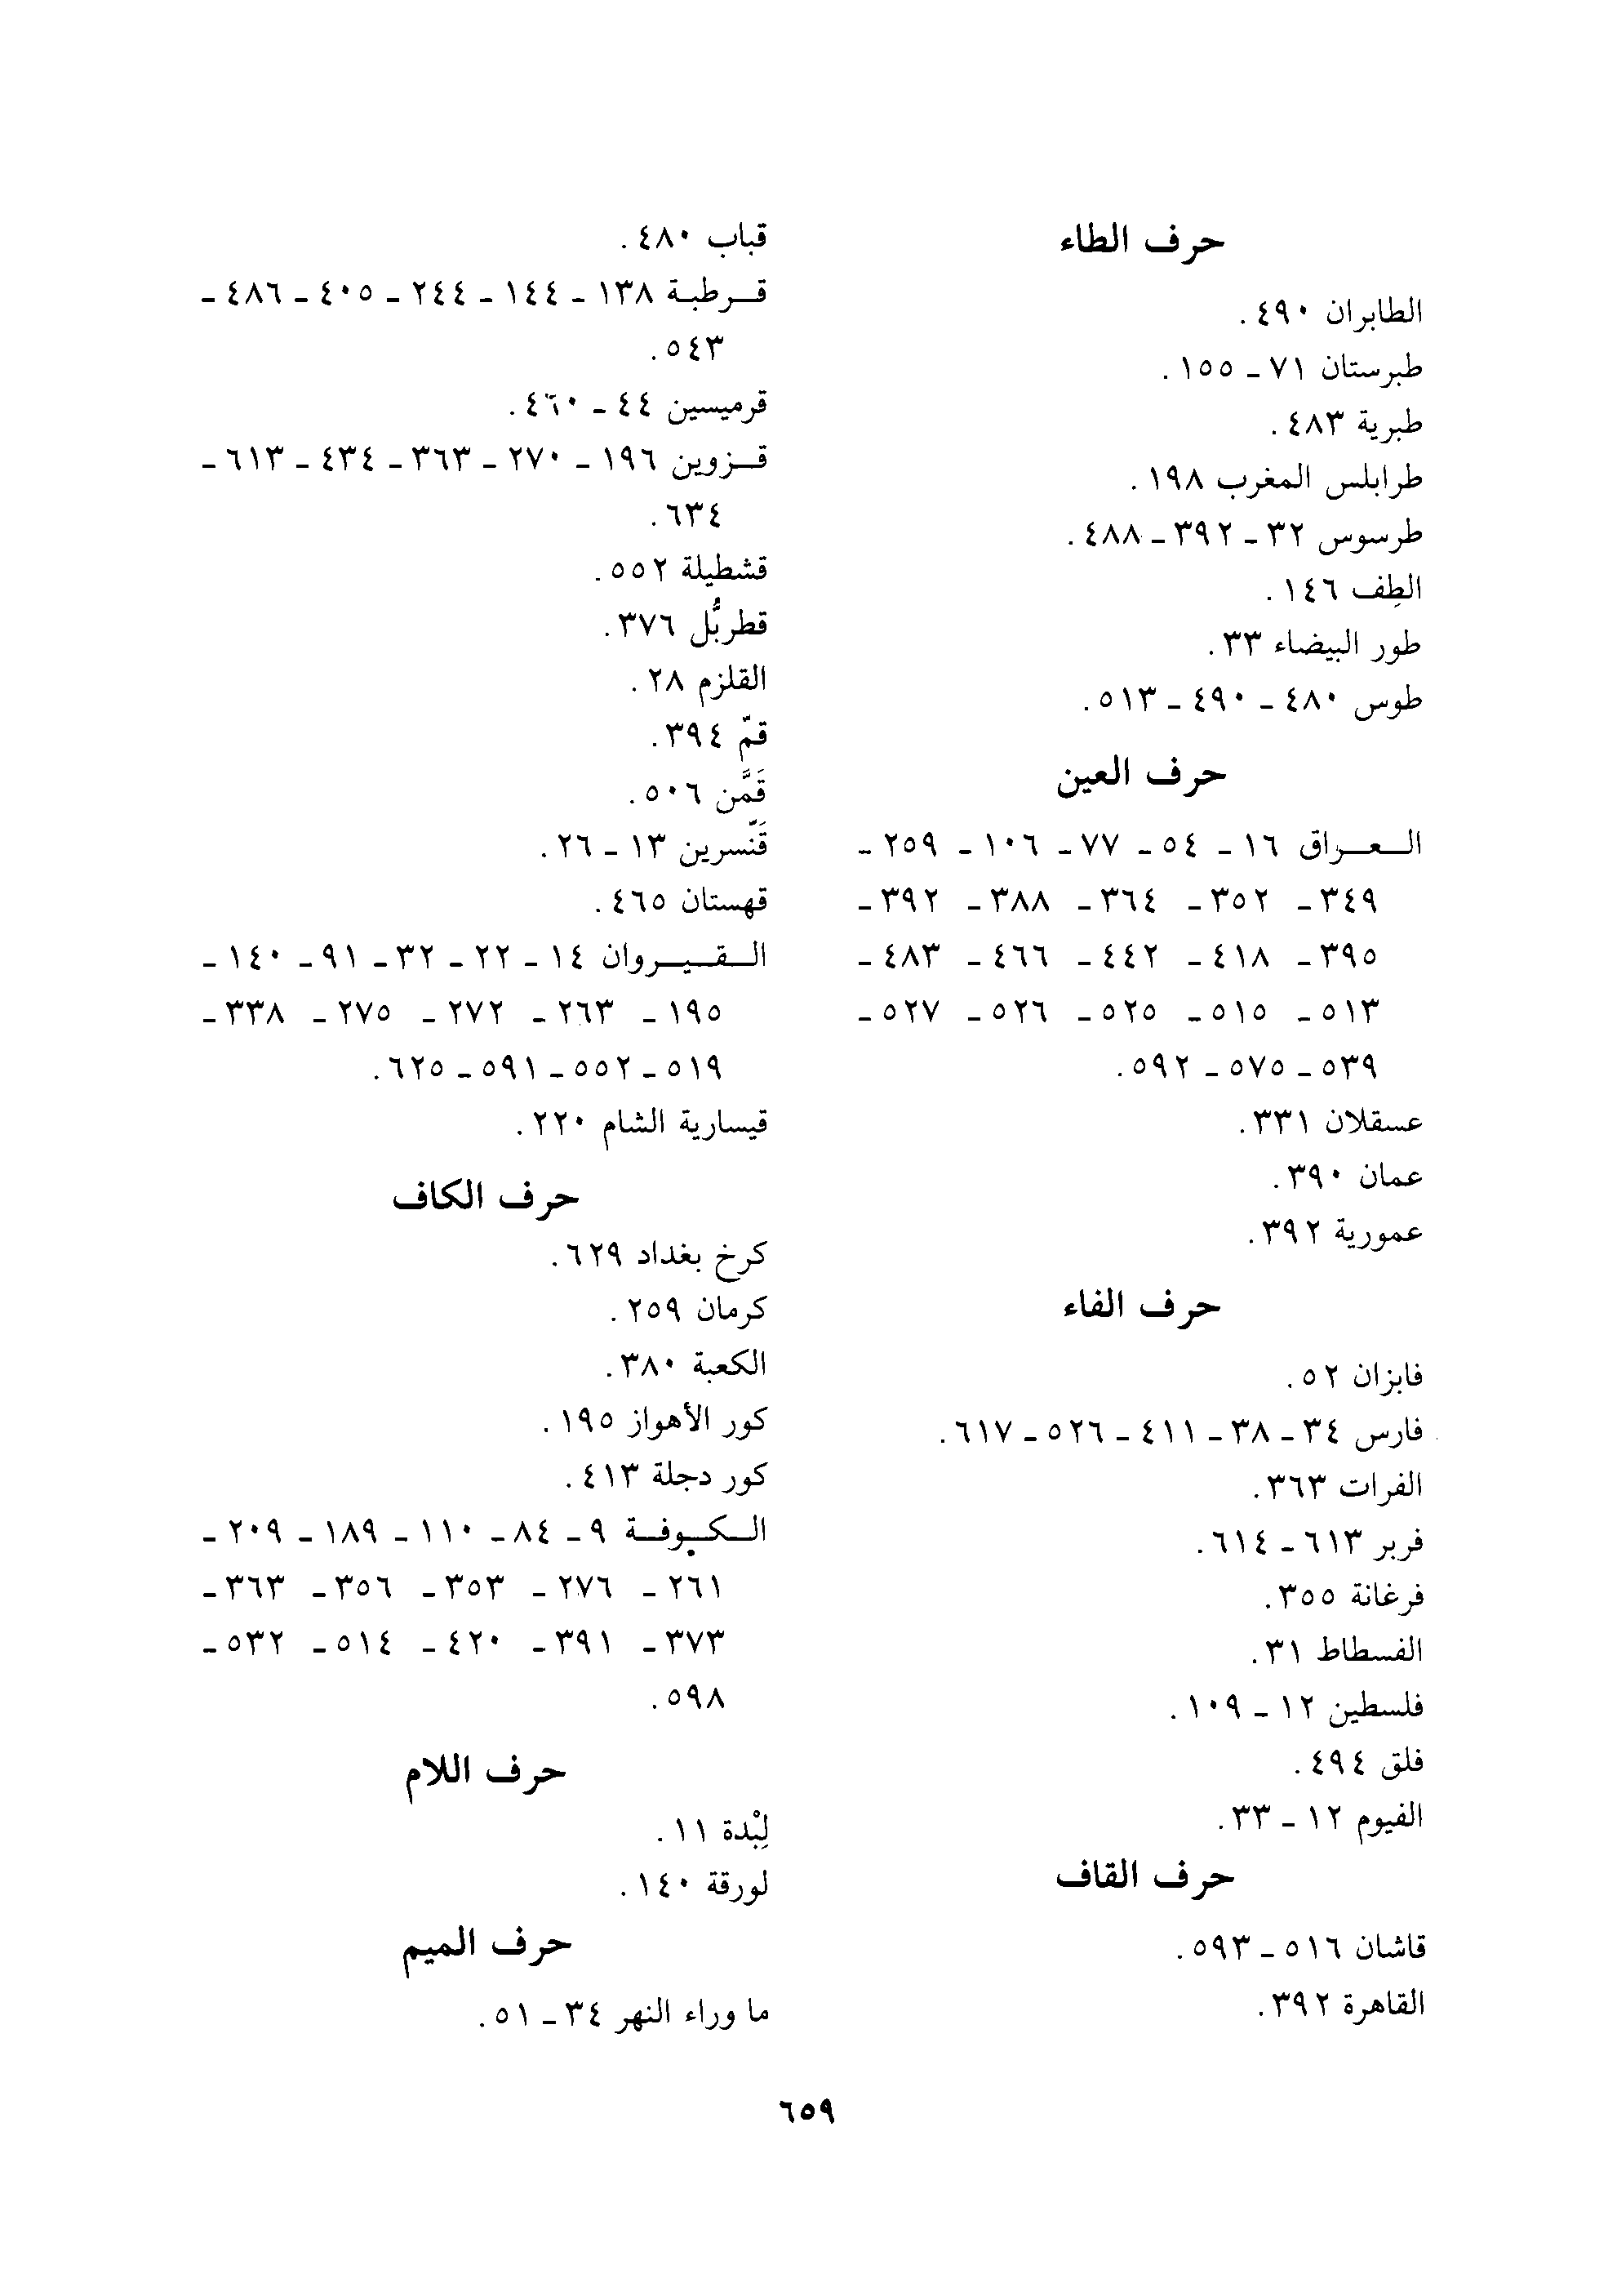 حرف الطاء
الطابران ٤٩٠.
طبرستان ٧١ ـ ١٥٥.
طبرية ٤٨٣.
طرابلس المغرب ١٩٨.
طرسوس ٣٢ ـ ٣٩٢ ـ ٤٨٨.
الطِف ١٤٦.
طور البيضاء ٣٣.
طوس ٤٨٠ ـ ٤٩٠ ـ ٥١٣.
حرف العين
العراق ١٦ ـ ٥٤ ـ ٧٧ ـ ١٠٦ ـ ٢٥٩ ـ
٣٤٩ ـ ٣٥٢ ـ ٣٦٤ ـ ٣٨٨ ـ ٣٩٢ ـ
٣٩٥ ـ ٤١٨ ـ ٤٤٢ ـ ٤٦٦ ـ ٤٨٣ ـ
٥١٣ ـ ٥١٥ ـ ٥٢٥ ـ ٥٢٦ ـ ٥٢٧ ـ
٥٣٩ ـ ٥٧٥ ـ ٥٩٢.
عسقلان ٣٣١.
عمان ٣٩٠.
عمورية ٣٩٢.
حرف الفاء
فابزان ٥٢.
فارس ٣٤ ـ ٣٨ ـ ٤١١ ـ ٥٢٦ ـ ٦١٧.
الفرات ٣٦٣.
فربر ٦١٣ ـ ٦١٤.
فرغانة ٣٥٥.
الفسطاط ٣١.
فلسطين ١٢ ـ ١٠٩.
فلق ٤٩٤.
الفيوم ١٢ ـ ٣٣.
حرف القاف
قاشان ٥١٦ ـ ٥٩٣.
القاهرة ٣٩٢.
قباب ٤٨٠.
قرطبة ١٣٨ ـ ١٤٤ ـ ٢٤٤ ـ ٤٠٥ ـ ٤٨٦ ـ
٥٤٣.
قرميسين ٤٤ ـ ٤٦٠.
قزوين ١٩٦ ـ ٢٧٠ ـ ٣٦٣ ـ ٤٣٤ ـ ٦١٣ ـ
٦٣٤.
قشطيلة ٥٥٢.
قطربُّل ٣٧٦.
القلزم ٢٨.
قمّ ٣٩٤.
قَمَّن ٥٠٦.
قَنّسرين ١٣ ـ ٢٦.
قهستان ٤٦٥.
القيروان ١٤ ـ ٢٢ ـ ٣٢ ـ ٩١ ـ ١٤٠ ـ
١٩٥ ـ ٢٦٣ ـ ٢٧٢ ـ ٢٧٥ ـ ٣٣٨ ـ
٥١٩ ـ ٥٥٢ ـ ٥٩١ ـ ٦٢٥.
قيسارية الشام ٢٢٠.
حرف الكاف
كرخ بغداد ٦٢٩.
كرمان ٢٥٩.
الكعبة ٣٨٠.
كور الأهواز ١٩٥.
كور دجلة ٤١٣.
الكوفة ٩ ـ ٨٤ ـ ١١٠ ـ ١٨٩ ـ ٢٠٩ ـ
٢٦١ ـ ٢٧٦ ـ ٣٥٣ ـ ٣٥٦ ـ ٣٦٣ ـ
٣٧٣ ـ ٣٩١ ـ ٤٢٠ ـ ٥١٤ ـ ٥٣٢ ـ
٥٩٨.
حرف اللام
لِبْدة ١١.
لورقة ١٤٠.
حرف الميم
ما وراء النهر ٣٤ ـ ٥١.
٦٥٩